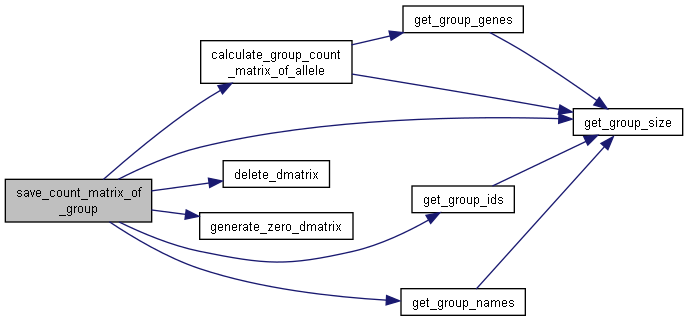 get_group_genes
calculate_group_count
_matrix_of_allele
get_group_size
delete_dmatrix
save_count_matrix_of
_group
get_group_ids
generate_zero_dmatrix
get_group_names